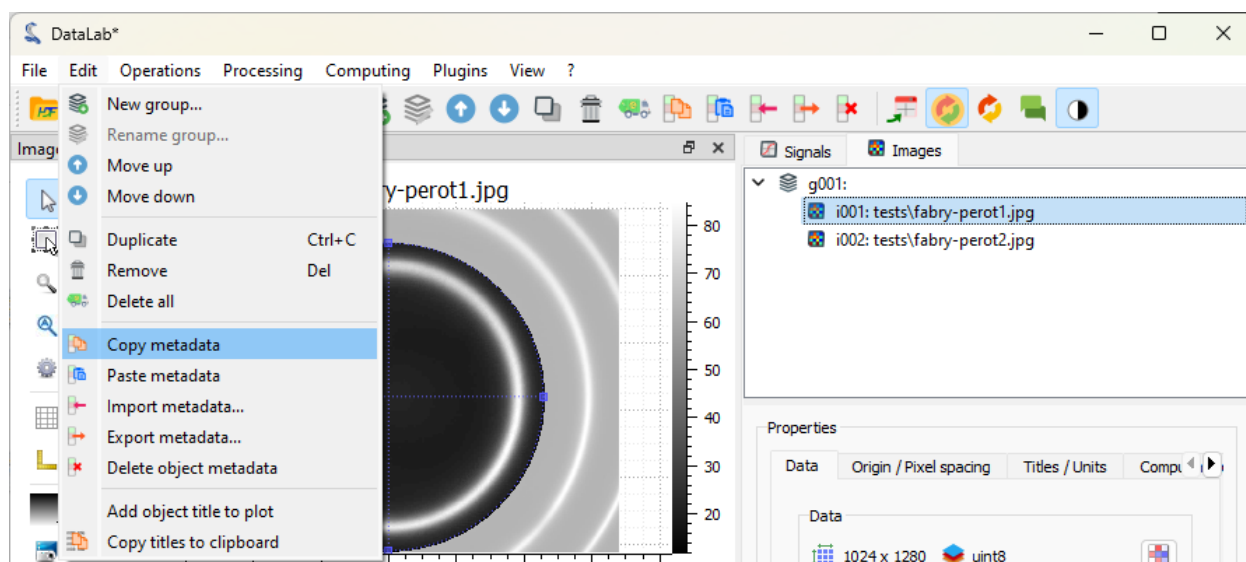 DataLab*
File Edit Operations Processing Computing Plugins View ?
New group...
Rename group...
Move up
Move down
Duplicate Ctrl+C
Remove Del
Delete all
Copy metadata
Paste metadata
Import metadata...
Export metadata...
Delete object metadata
Add object title to plot
Copy titles to clipboard
y-perot1.jpg
80
70
60
50
40
30
20
Signals Images
g001:
i001: tests\fabry-perot1.jpg
i002: tests\fabry-perot2.jpg
Properties
Data Origin / Pixel spacing Titles / Units
Data
1024 x 1280 uint8